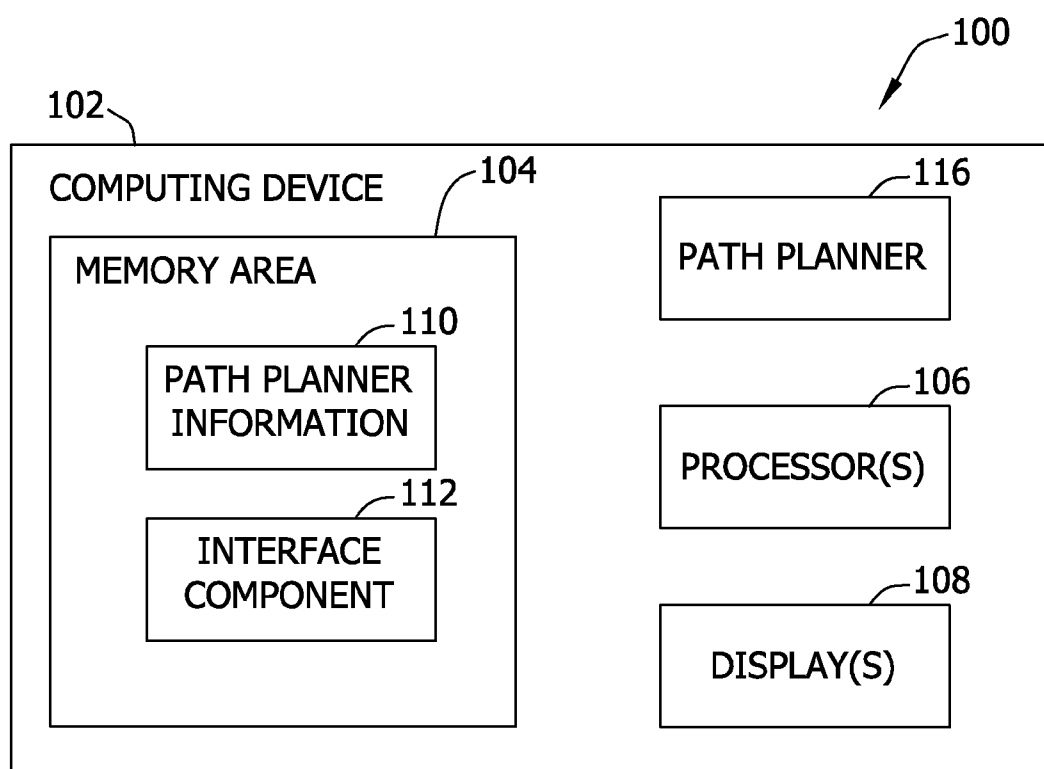 100
102
COMPUTING DEVICE
104
MEMORY AREA
110
PATH PLANNER
INFORMATION
112
INTERFACE
COMPONENT
116
PATH PLANNER
106
PROCESSOR(S)
108
DISPLAY(S)